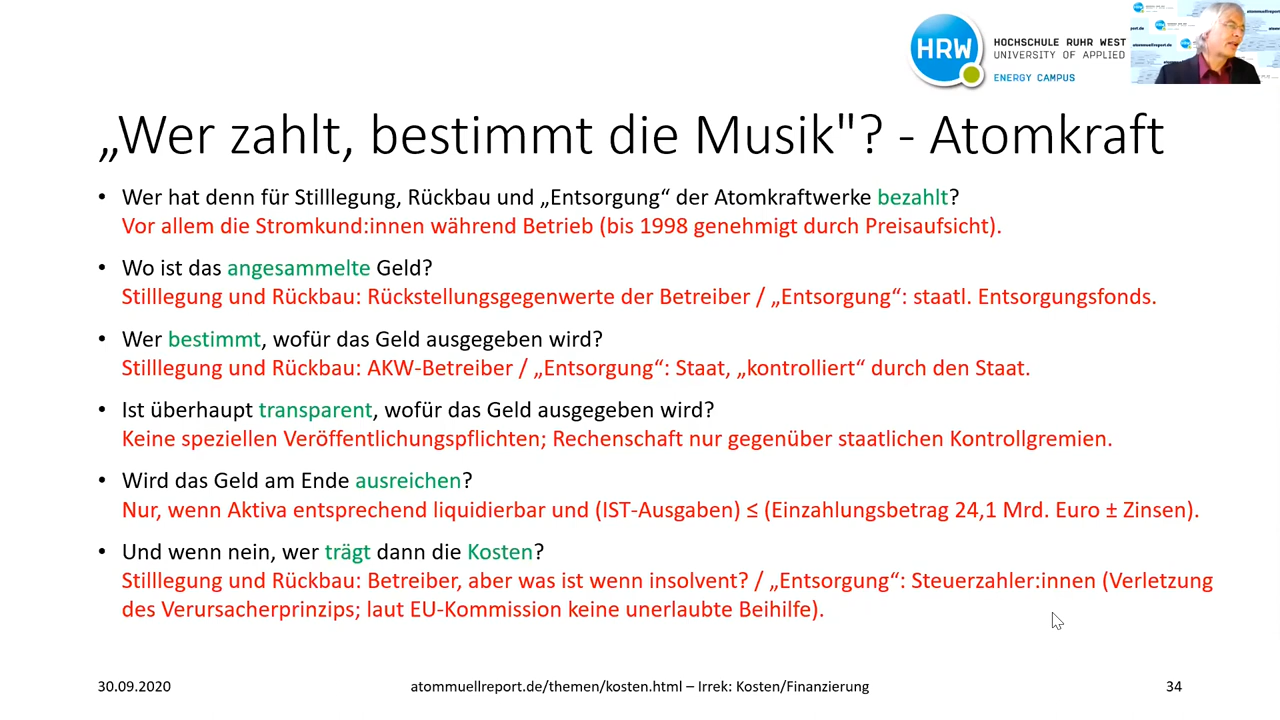 HRW
HOCHSCHULE RUHR WEST
UNIVERSITY OF APPLIED
ENERGY CAMPUS
atommuellreport.de
„Wer zahlt, bestimmt die Musik"? - Atomkraft
• Wer hat denn für Stilllegung, Rückbau und „Entsorgung“ der Atomkraftwerke bezahlt?
Vor allem die Stromkund:innen während Betrieb (bis 1998 genehmigt durch Preisaufsicht).
• Wo ist das angesammelte Geld?
Stilllegung und Rückbau: Rückstellungsgegenwerte der Betreiber / „Entsorgung“: staatl. Entsorgungsfonds.
• Wer bestimmt, wofür das Geld ausgegeben wird?
Stilllegung und Rückbau: AKW-Betreiber / „Entsorgung“: Staat, „kontrolliert“ durch den Staat.
• Ist überhaupt transparent, wofür das Geld ausgegeben wird?
Keine speziellen Veröffentlichungspflichten; Rechenschaft nur gegenüber staatlichen Kontrollgremien.
• Wird das Geld am Ende ausreichen?
Nur, wenn Aktiva entsprechend liquidierbar und (IST-Ausgaben) ≤ (Einzahlungsbetrag 24,1 Mrd. Euro ± Zinsen).
• Und wenn nein, wer trägt dann die Kosten?
Stilllegung und Rückbau: Betreiber, aber was ist wenn insolvent? / „Entsorgung“: Steuerzahler:innen (Verletzung
des Verursacherprinzips; laut EU-Kommission keine unerlaubte Beihilfe).
30.09.2020
atommuellreport.de/themen/kosten.html – Irrek: Kosten/Finanzierung
34